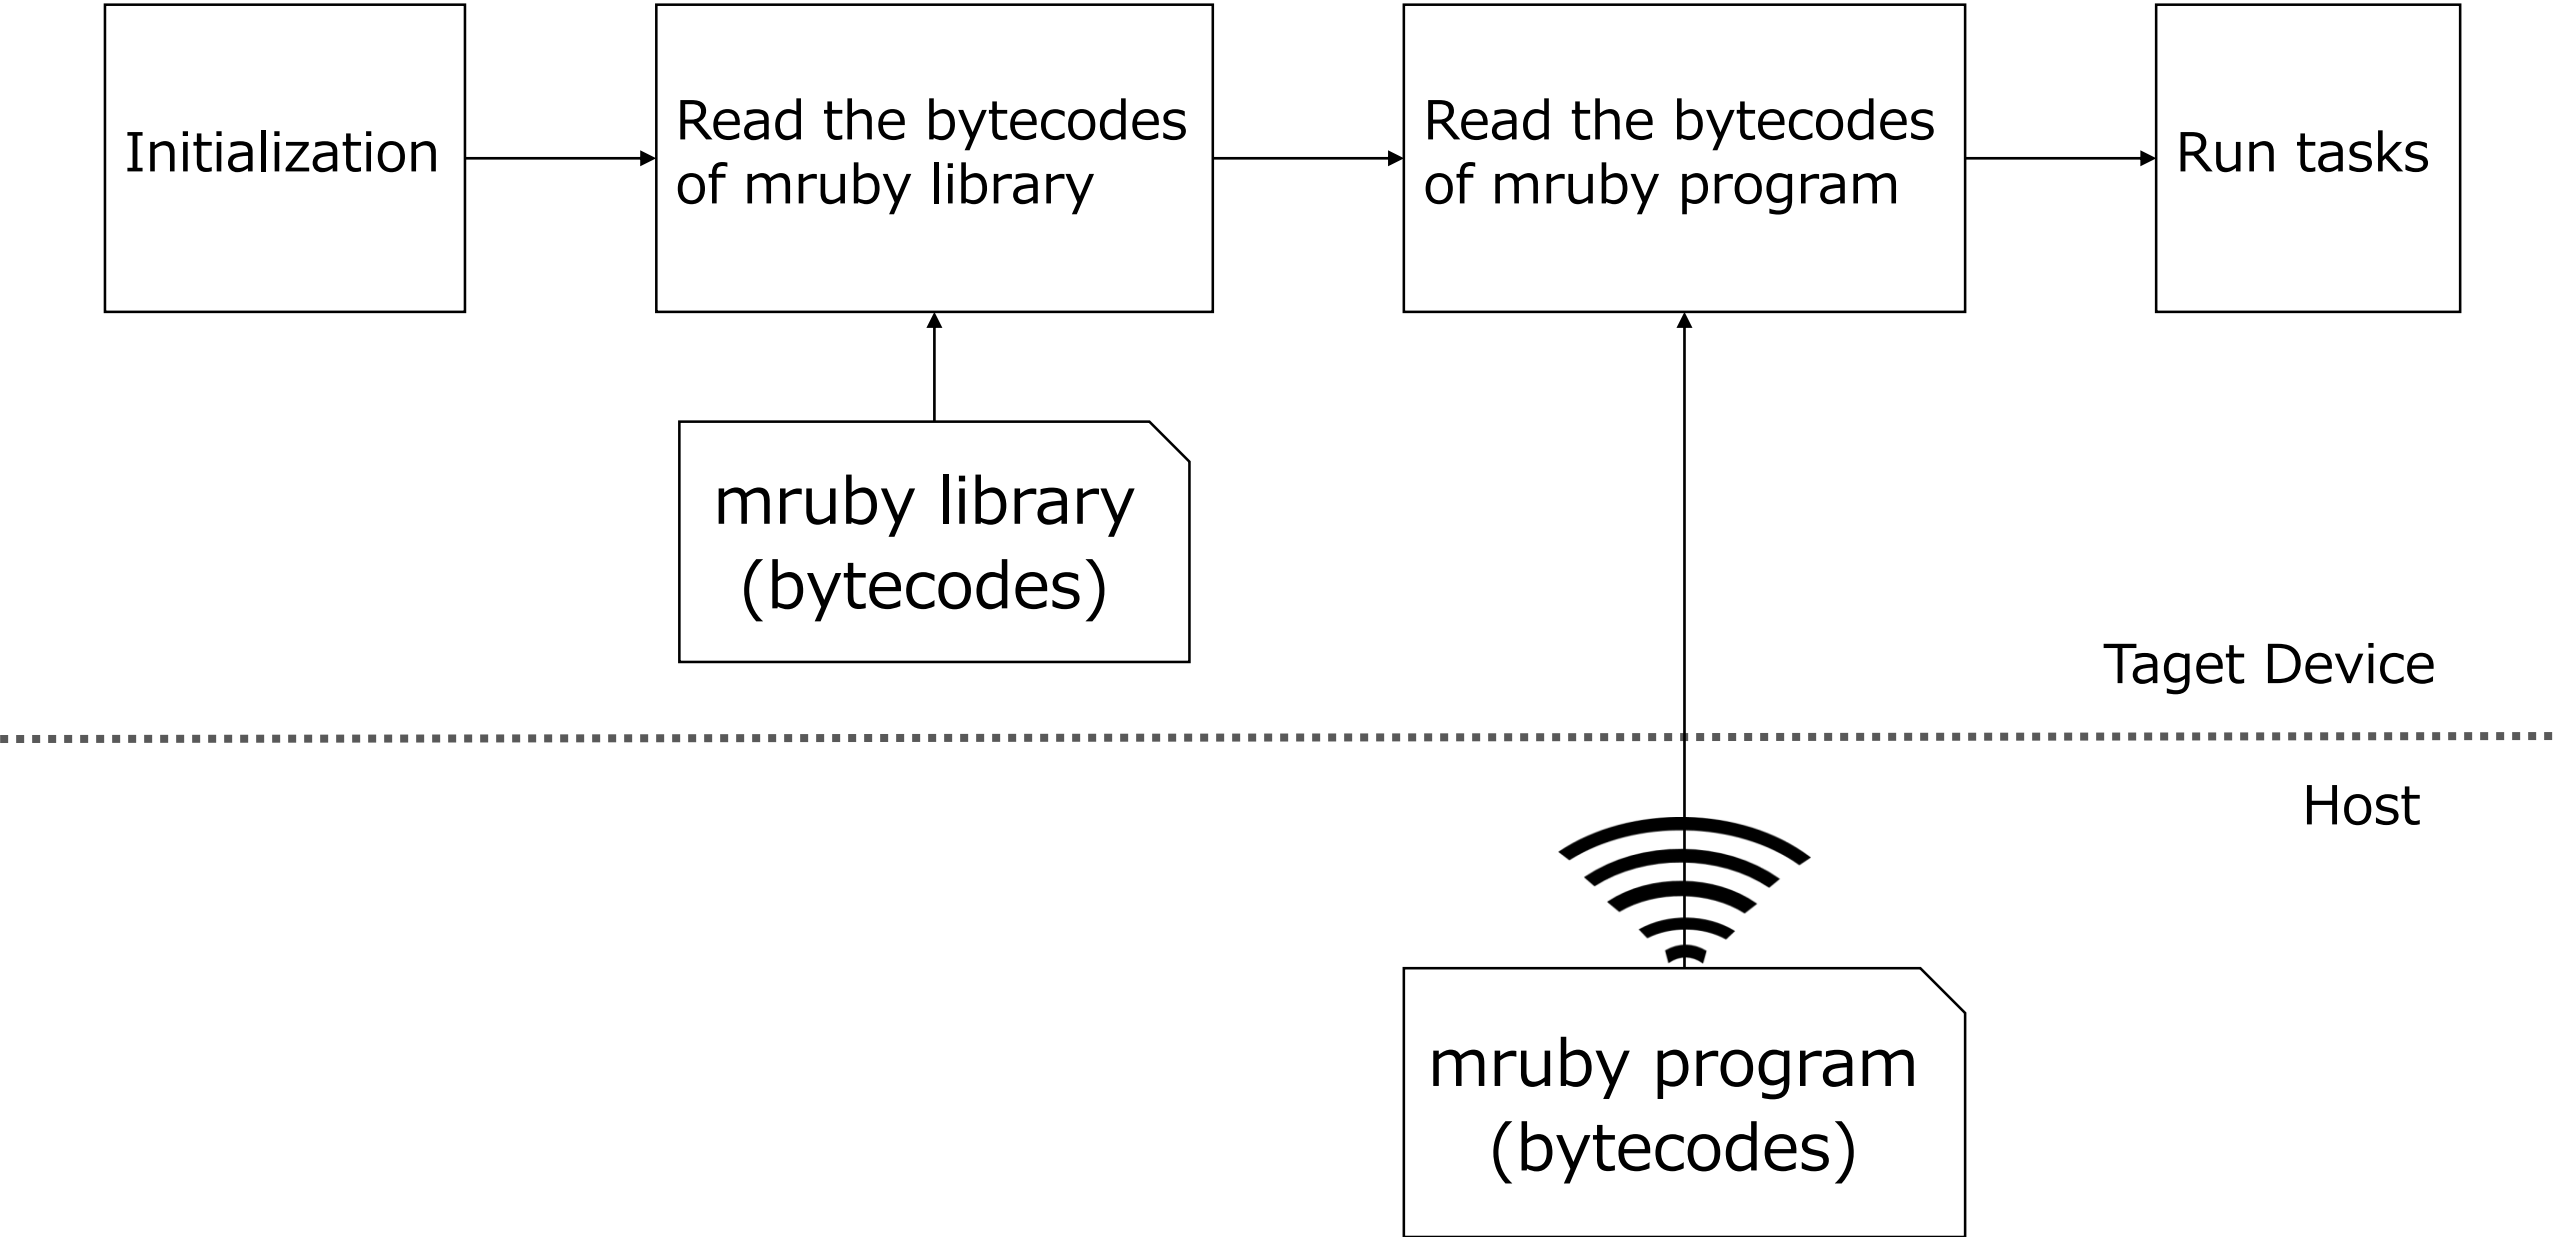 Initialization
Read the bytecodes
of mruby library
Read the bytecodes
of mruby program
Run tasks
mruby library
(bytecodes)
Taget Device
Host
mruby program
(bytecodes)